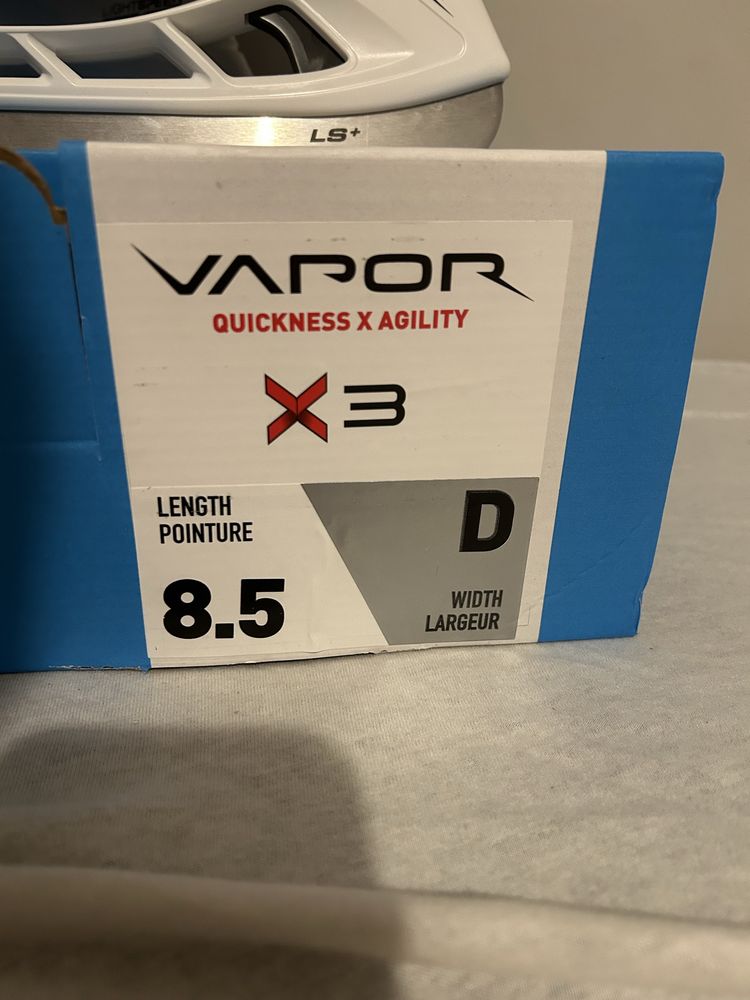 LS+
VAPOR
QUICKNESS X AGILITY
X3
LENGTH
POINTURE
8.5
D
WIDTH
LARGEUR